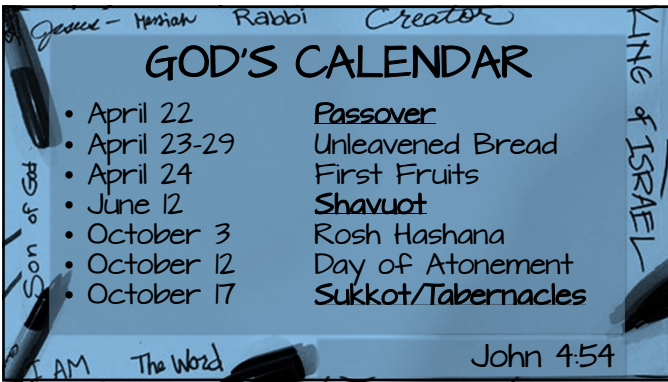 Jesus - Messiah Rabbi Creator
KING of ISRAEL
GOD'S CALENDAR
• April 22 Passover
• April 23-29 Unleavened Bread
• April 24 First Fruits
• June 12 Shavuot
• October 3 Rosh Hashana
• October 12 Day of Atonement
• October 17 Sukkot/Tabernacles
Son of God
I AM The Word
John 4:54